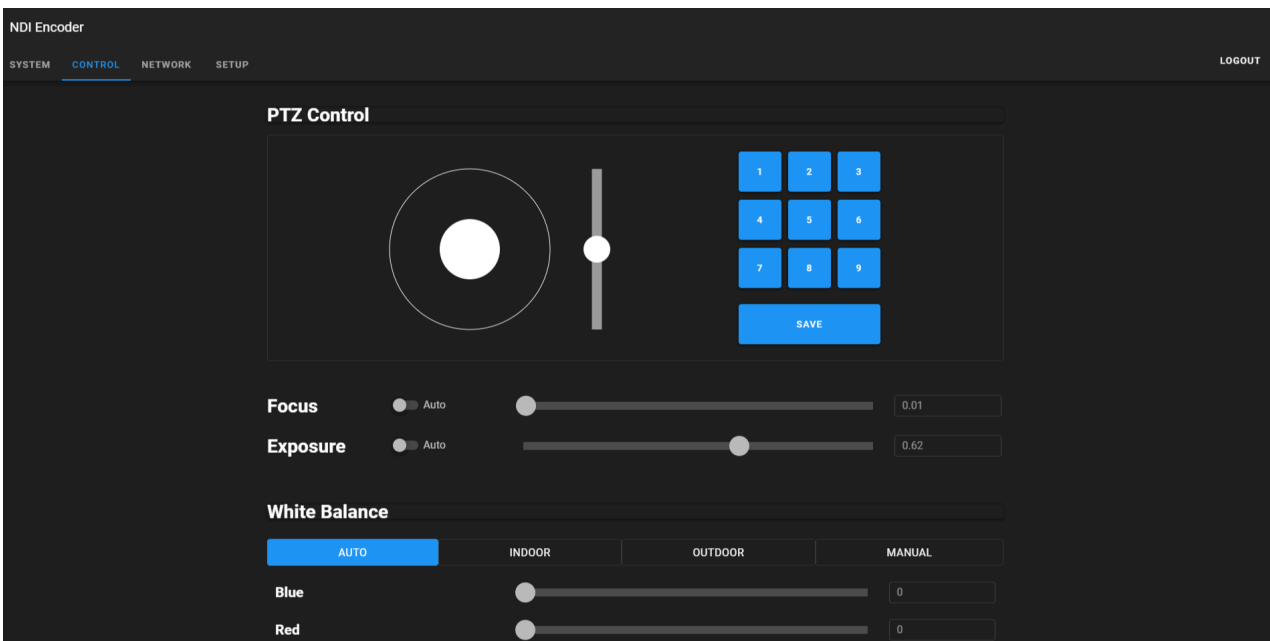 NDI Encoder
SYSTEM CONTROL NETWORK SETUP LOGOUT
PTZ Control
1 2 3
4 5 6
7 8 9
SAVE
Focus Auto 0.01
Exposure Auto 0.62
White Balance
AUTO INDOOR OUTDOOR MANUAL
Blue 0
Red 0